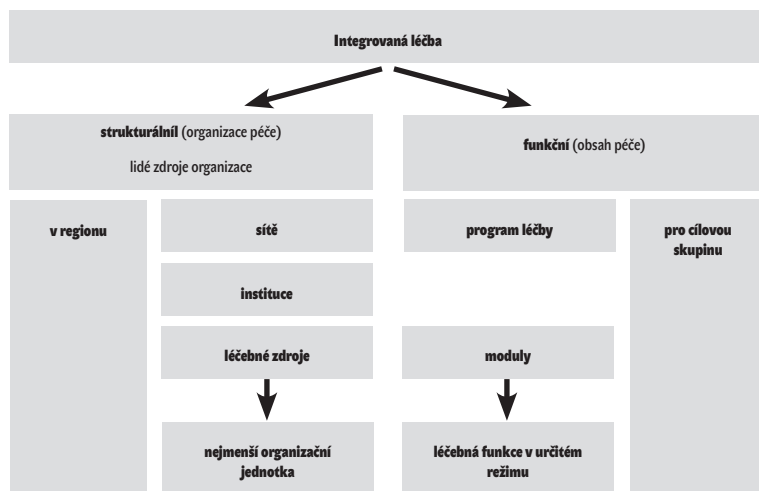 Integrovaná léčba
strukturálníl (organizace péče)
lidé zdroje organizace
funkční (obsah péče)
v regionu
sítě
program léčby
pro cílovou
skupinu
instituce
léčebné zdroje
moduly
nejmenší organizační
jednotka
léčebná funkce v určitém
režimu